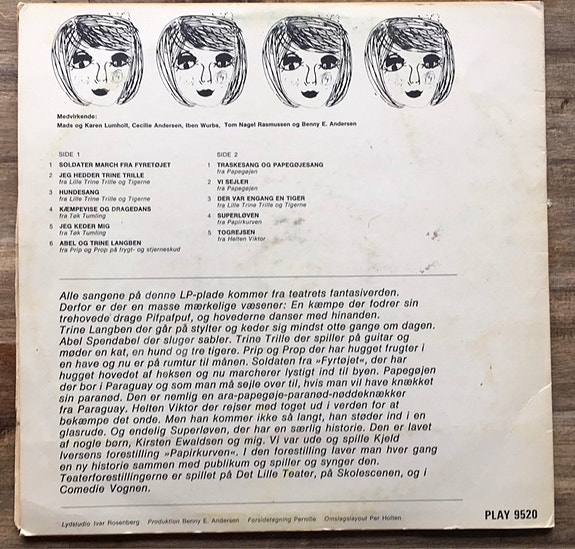 Medvirkende:
Mads og Karen Lumholt, Cecilie Andersen, Iben Wurbs, Tom Nagel Rasmussen og Benny E. Andersen
SIDE 1
1 SOLDATER MARCH FRA FYRETØJET
2 JEG HEDDER TRINE TRILLE
fra Lille Trine Trille og Tigerne
3 HUNDESANG
fra Lille Trine Trille og Tigerne
4 KÆMPEVISE OG DRAGEDANS
fra Tøk Tumling
5 JEG KEDER MIG
fra Tøk Tumling
6 ABEL OG TRINE LANGBEN
fra Prip og Prop på frygt- og stjerneskud
SIDE 2
1 TRASKESANG OG PAPEGØJESANG
fra Papegøjen
2 VI SEJLER
fra Papegøjen
3 DER VAR ENGANG EN TIGER
fra Lille Trine Trille og Tigerne
4 SUPERLØVEN
fra Papirkurven
5 TOGREJSEN
fra Helten Viktor
Alle sangene på denne LP-plade kommer fra teatrets fantasiverden.
Derfor er der en masse mærkelige væsener: En kæmpe der fodrer sin
trehovede drage Pilpafpuf, og hovederne danser med hinanden.
Trine Langben der går på stylter og keder sig mindst otte gange om dagen.
Abel Spendabel der sluger sabler. Trine Trille der spiller på guitar og
møder en kat, en hund og tre tigere. Prip og Prop der har hugget frugter i
en have og nu er på rumtur til månen. Soldaten fra »Fyrtøjet«, der har
hugget hovedet af heksen og nu marcherer lystigt ind til byen. Papegøjen
der bor i Paraguay og som man må sejle over til, hvis man vil have knækket
sin paranød. Den er nemlig en ara-papegøje-paranød-nøddeknækker
fra Paraguay. Helten Viktor der rejser med toget ud i verden for at
bekæmpe det onde. Men han kommer ikke så langt, han støder ind i en
glasrude. Og endelig Superløven, der har en særlig historie. Den er lavet
af nogle børn, Kirsten Ewaldsen og mig. Vi var ude og spille Kjeld
Iversens forestilling »Papirkurven«. I den forestilling laver man hver gang
en ny historie sammen med publikum og spiller og synger den.
Teaterforestillingerne er spillet på Det Lille Teater, på Skolescenen, og i
Comedie Vognen.
Lydstudio Ivar Rosenberg Produktion Benny E. Andersen Forsidetegning Pernille Omslagslayout Per Holten
PLAY 9520